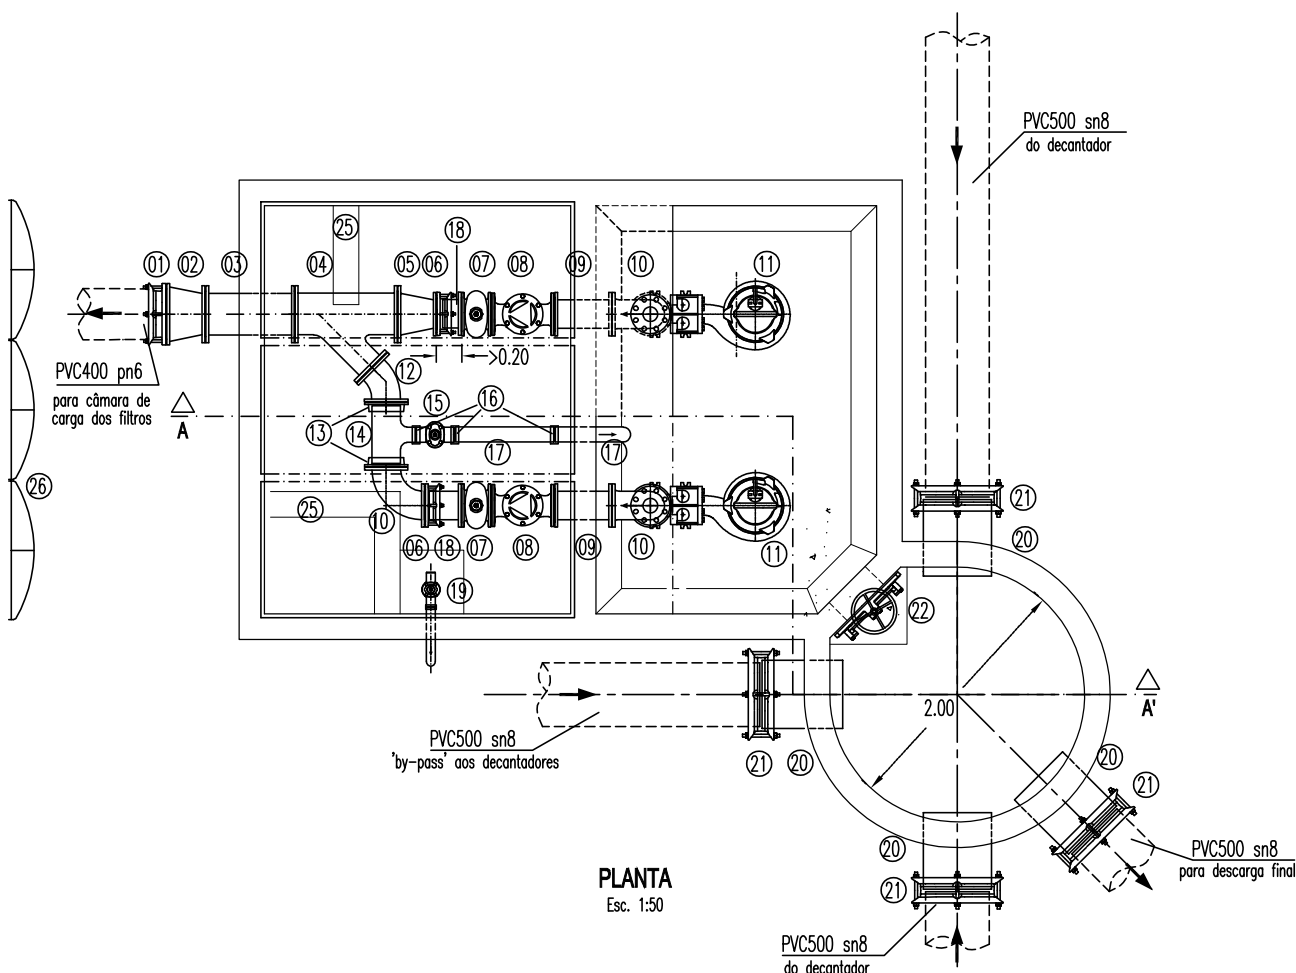 PVC500 sn8
do decantador
25
18
01
02
03
04
05
06
07
08
09
10
11
>0.20
12
PVC400 pn6
para câmara de
carga dos filtros
A
13
14
15
16
17
17
26
25
10
06
18
07
08
09
10
11
19
21
20
22
2.00
A'
PVC500 sn8
'by-pass' aos decantadores
21
20
20
21
20
21
PVC500 sn8
para descarga final
PLANTA
Esc. 1:50
PVC500 sn8
do decantador